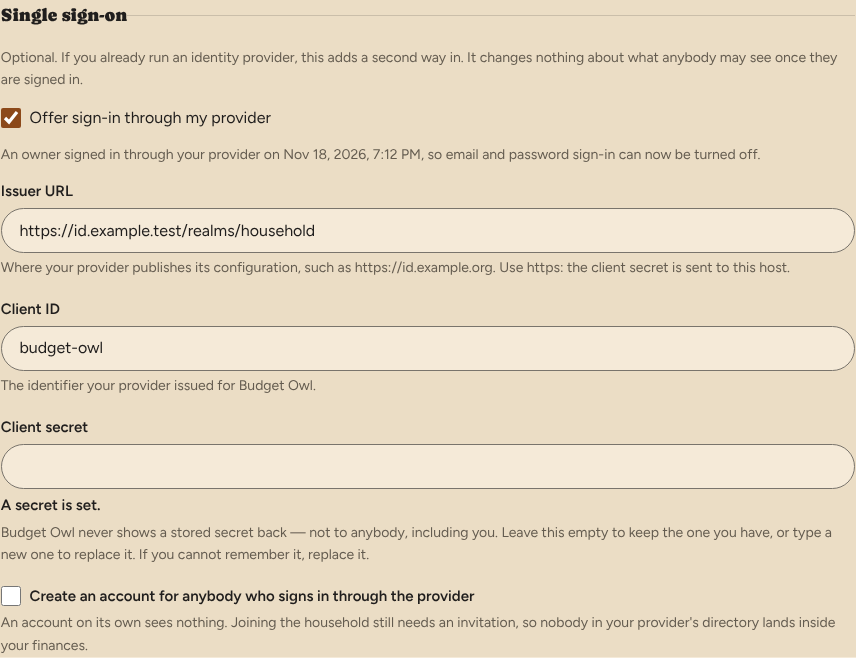 Single sign-on
Optional. If you already run an identity provider, this adds a second way in. It changes nothing about what anybody may see once they
are signed in.
Offer sign-in through my provider
An owner signed in through your provider on Nov 18, 2026, 7:12 PM, so email and password sign-in can now be turned off.
Issuer URL
https://id.example.test/realms/household
Where your provider publishes its configuration, such as https://id.example.org. Use https: the client secret is sent to this host.
Client ID
budget-owl
The identifier your provider issued for Budget Owl.
Client secret
A secret is set.
Budget Owl never shows a stored secret back — not to anybody, including you. Leave this empty to keep the one you have, or type a
new one to replace it. If you cannot remember it, replace it.
Create an account for anybody who signs in through the provider
An account on its own sees nothing. Joining the household still needs an invitation, so nobody in your provider's directory lands inside
your finances.